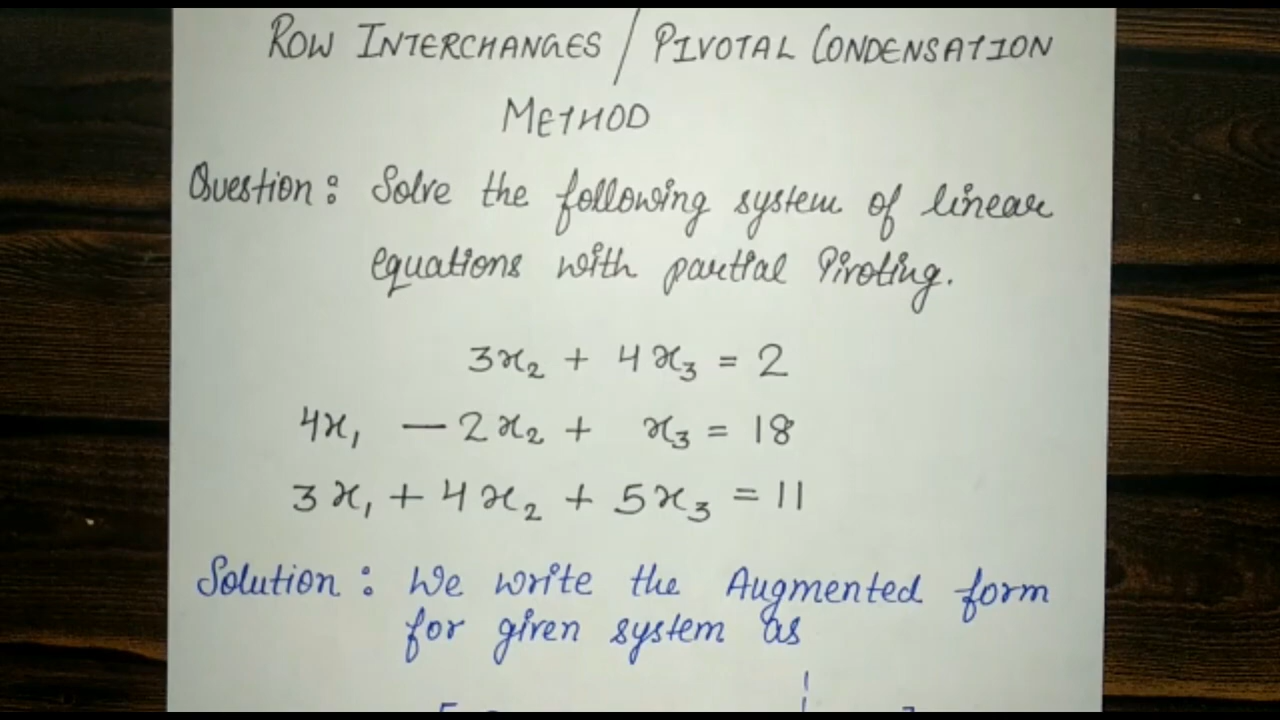 ROW INTERCHANGES / PIVOTAL CONDENSATION
METHOD
Question: Solve the following system of linear
equations with partial Pivoting.
3x₂ + 4x₃ = 2
4x₁ — 2x₂ + x₃ = 18
3x₁ + 4x₂ + 5x₃ = 11
Solution: We write the Augmented form
for given system as